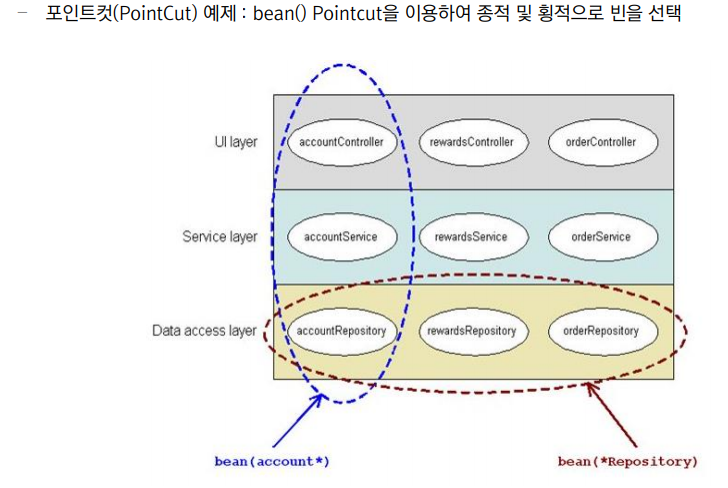 – 포인트컷(PointCut) 예제 : bean() Pointcut을 이용하여 종적 및 횡적으로 빈을 선택
UI layer accountController rewardsController orderController
Service layer accountService rewardsService orderService
Data access layer accountRepository rewardsRepository orderRepository
bean(account*) bean(*Repository)